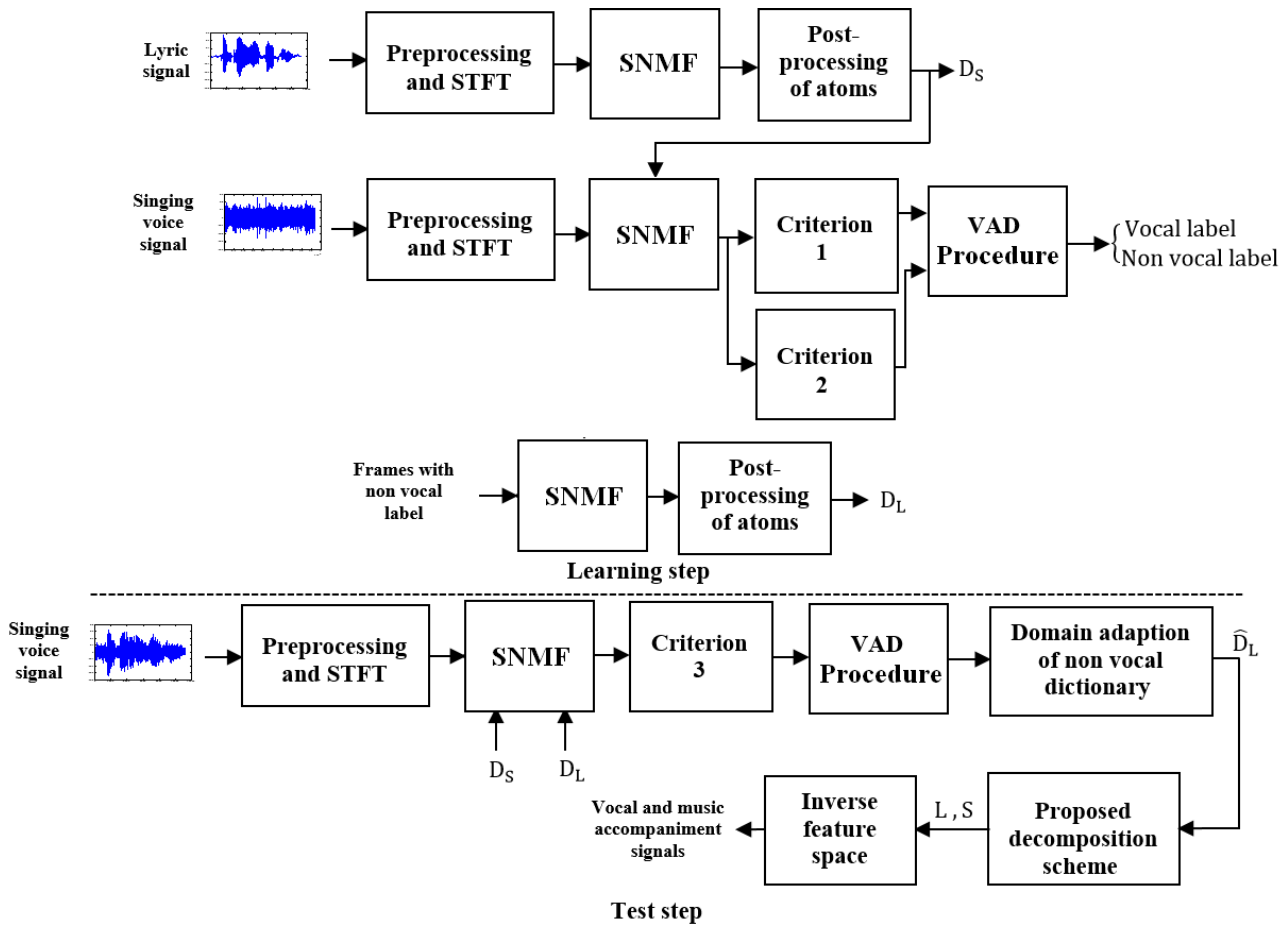 Lyric
signal
Preprocessing
and STFT
SNMF
Post-
processing
of atoms
D_S
Singing
voice
signal
Preprocessing
and STFT
SNMF
Criterion
1
Criterion
2
VAD
Procedure
Vocal label
Non vocal label
Frames with
non vocal
label
SNMF
Post-
processing
of atoms
D_L
Learning step
Singing
voice
signal
Preprocessing
and STFT
SNMF
D_S
D_L
Criterion
3
VAD
Procedure
Domain adaption
of non vocal
dictionary
D̂_L
Proposed
decomposition
scheme
L , S
Inverse
feature
space
Vocal and music
accompaniment
signals
Test step